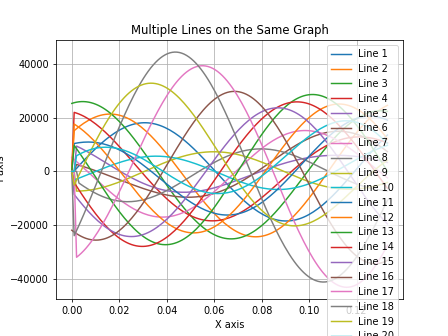 Multiple Lines on the Same Graph
40000
20000
0
−20000
−40000
axis
0.00
0.02
0.04
0.06
0.08
0.10
X axis
Line 1
Line 2
Line 3
Line 4
Line 5
Line 6
Line 7
Line 8
Line 9
Line 10
Line 11
Line 12
Line 13
Line 14
Line 15
Line 16
Line 17
Line 18
Line 19
Line 20